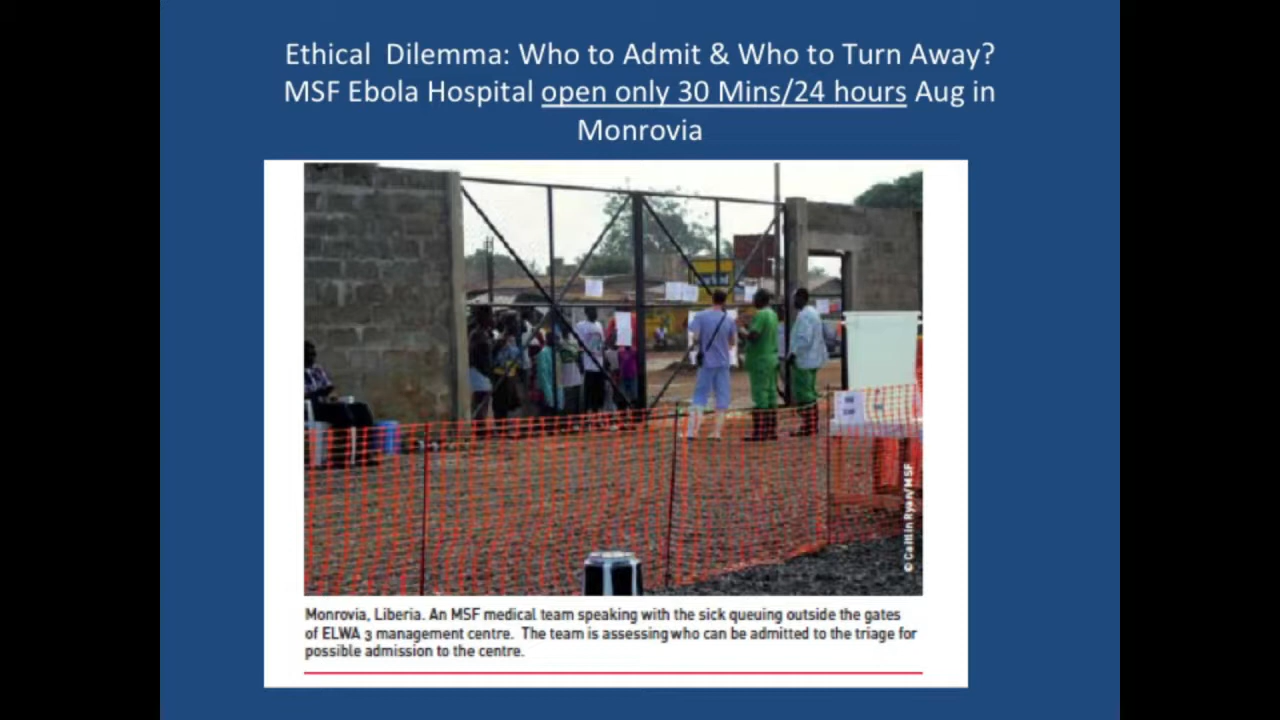 Ethical Dilemma: Who to Admit & Who to Turn Away?
MSF Ebola Hospital open only 30 Mins/24 hours Aug in
Monrovia
© Caitlin Ryan/MSF
Monrovia, Liberia. An MSF medical team speaking with the sick queuing outside the gates
of ELWA 3 management centre. The team is assessing who can be admitted to the triage for
possible admission to the centre.